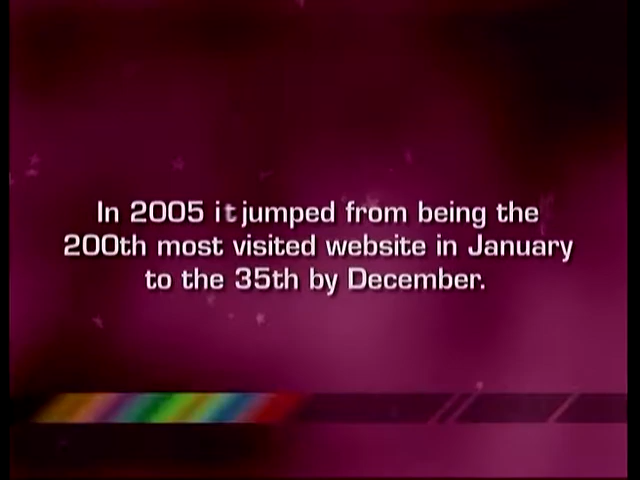 In 2005 it jumped from being the
200th most visited website in January
to the 35th by December.